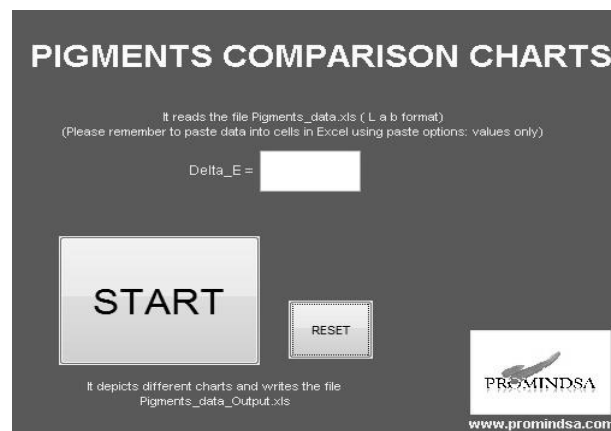 PIGMENTS COMPARISON CHARTS
It reads the file Pigments_data.xls ( L a b format)
(Please remember to paste data into cells in Excel using paste options: values only)
Delta_E =
START
RESET
It depicts different charts and writes the file
Pigments_data_Output.xls
PROMINDSA
www.promindsa.com